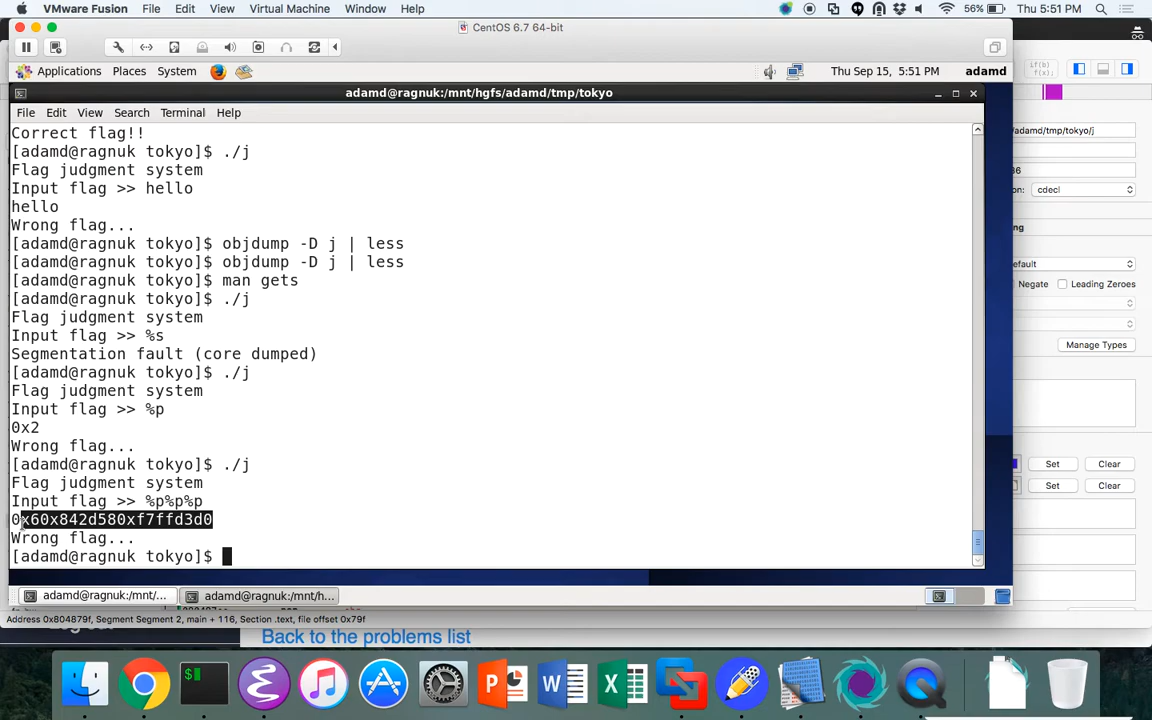 VMware Fusion File Edit View Virtual Machine Window Help 56% Thu 5:51 PM
CentOS 6.7 64-bit
Applications Places System Thu Sep 15, 5:51 PM adamd
adamd@ragnuk:/mnt/hgfs/adamd/tmp/tokyo
File Edit View Search Terminal Help
Correct flag!!
[adamd@ragnuk tokyo]$ ./j
Flag judgment system
Input flag >> hello
hello
Wrong flag...
[adamd@ragnuk tokyo]$ objdump -D j | less
[adamd@ragnuk tokyo]$ objdump -D j | less
[adamd@ragnuk tokyo]$ man gets
[adamd@ragnuk tokyo]$ ./j
Flag judgment system
Input flag >> %s
Segmentation fault (core dumped)
[adamd@ragnuk tokyo]$ ./j
Flag judgment system
Input flag >> %p
0x2
Wrong flag...
[adamd@ragnuk tokyo]$ ./j
Flag judgment system
Input flag >> %p%p%p
0x60x842d580xf7ffd3d0
Wrong flag...
[adamd@ragnuk tokyo]$
adamd@ragnuk:/mnt/... adamd@ragnuk:/mnt/h...
if(b) f(x);
/adamd/tmp/tokyo/j
cdecl
Negate Leading Zeroes
Manage Types
Set Clear
Set Clear
Address 0x804879f, Segment Segment 2, main + 116, Section .text, file offset 0x79f
Back to the problems list